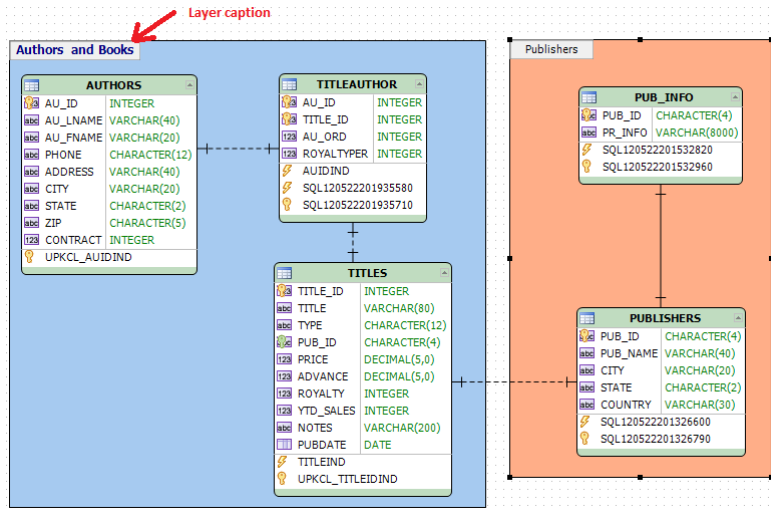 Layer caption
Authors and Books
Publishers
AUTHORS
AU_ID INTEGER
AU_LNAME VARCHAR(40)
AU_FNAME VARCHAR(20)
PHONE CHARACTER(12)
ADDRESS VARCHAR(40)
CITY VARCHAR(20)
STATE CHARACTER(2)
ZIP CHARACTER(5)
CONTRACT INTEGER
UPKCL_AUIDIND
TITLEAUTHOR
AU_ID INTEGER
TITLE_ID INTEGER
AU_ORD INTEGER
ROYALTYPER INTEGER
AUIDIND
SQL120522201935580
SQL120522201935710
TITLES
TITLE_ID INTEGER
TITLE VARCHAR(80)
TYPE CHARACTER(12)
PUB_ID CHARACTER(4)
PRICE DECIMAL(5,0)
ADVANCE DECIMAL(5,0)
ROYALTY INTEGER
YTD_SALES INTEGER
NOTES VARCHAR(200)
PUBDATE DATE
TITLEIND
UPKCL_TITLEIDIND
PUB_INFO
PUB_ID CHARACTER(4)
PR_INFO VARCHAR(8000)
SQL120522201532820
SQL120522201532960
PUBLISHERS
PUB_ID CHARACTER(4)
PUB_NAME VARCHAR(40)
CITY VARCHAR(20)
STATE CHARACTER(2)
COUNTRY VARCHAR(30)
SQL120522201326600
SQL120522201326790